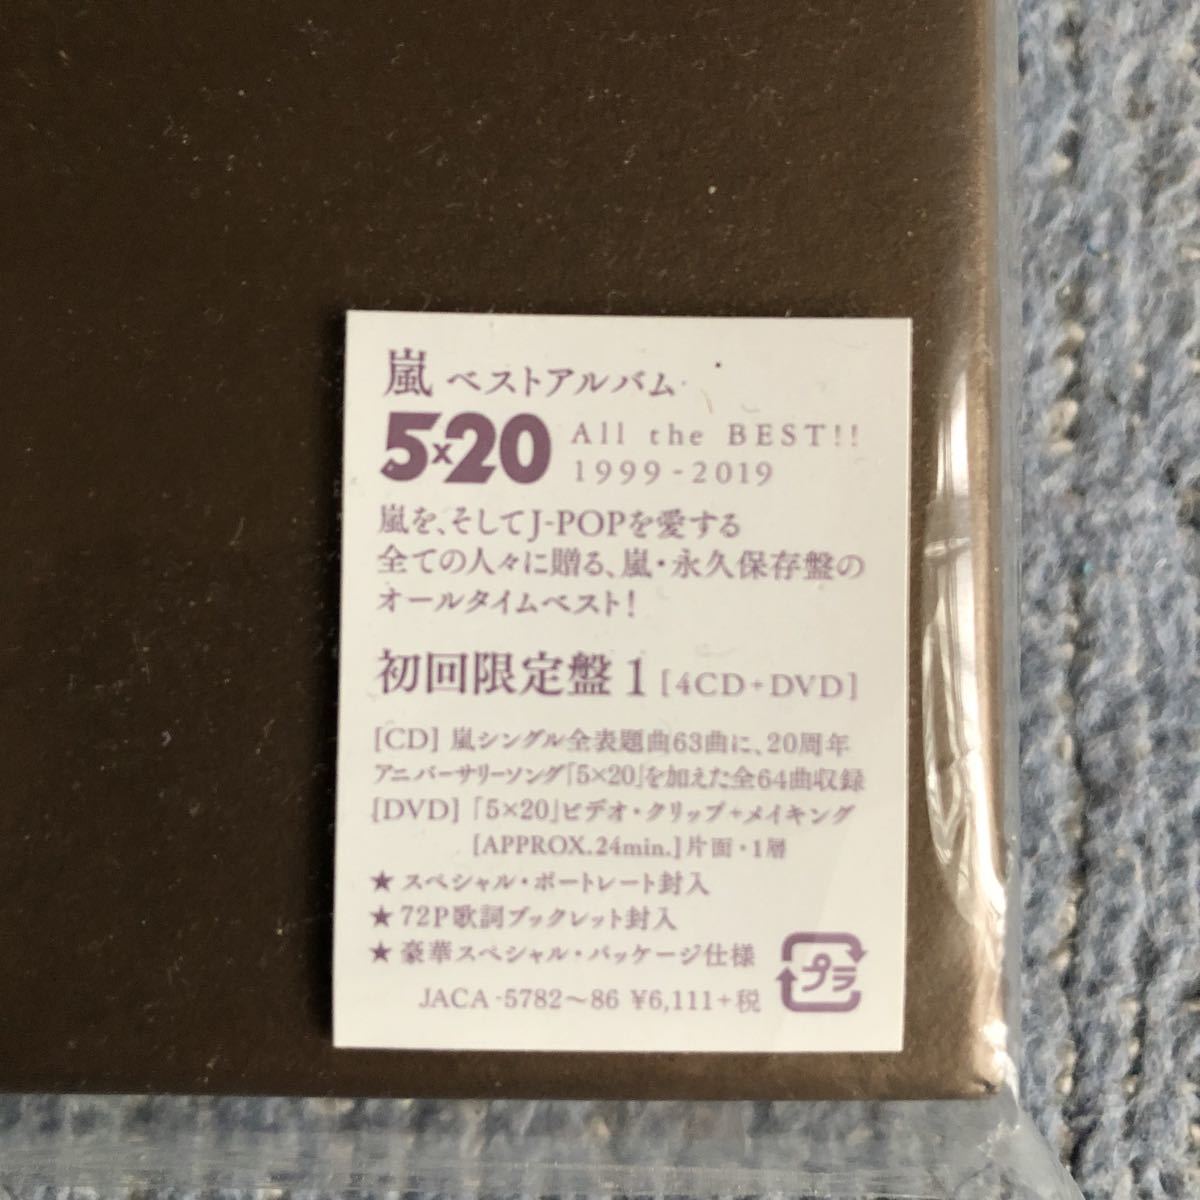 嵐 ベストアルバム
5×20 All the BEST!!
1999-2019
嵐を、そしてJ-POPを愛する
全ての人々に贈る、嵐・永久保存盤の
オールタイムベスト!
初回限定盤1 [4CD+DVD]
[CD] 嵐シングル全表題曲63曲に、20周年
アニバーサリーソング「5×20」を加えた全64曲収録
[DVD] 「5×20」ビデオ・クリップ+メイキング
[APPROX.24min.]片面・1層
★ スペシャル・ポートレート封入
★ 72P歌詞ブックレット封入
★ 豪華スペシャル・パッケージ仕様
プラ
JACA-5782〜86 ¥6,111+税